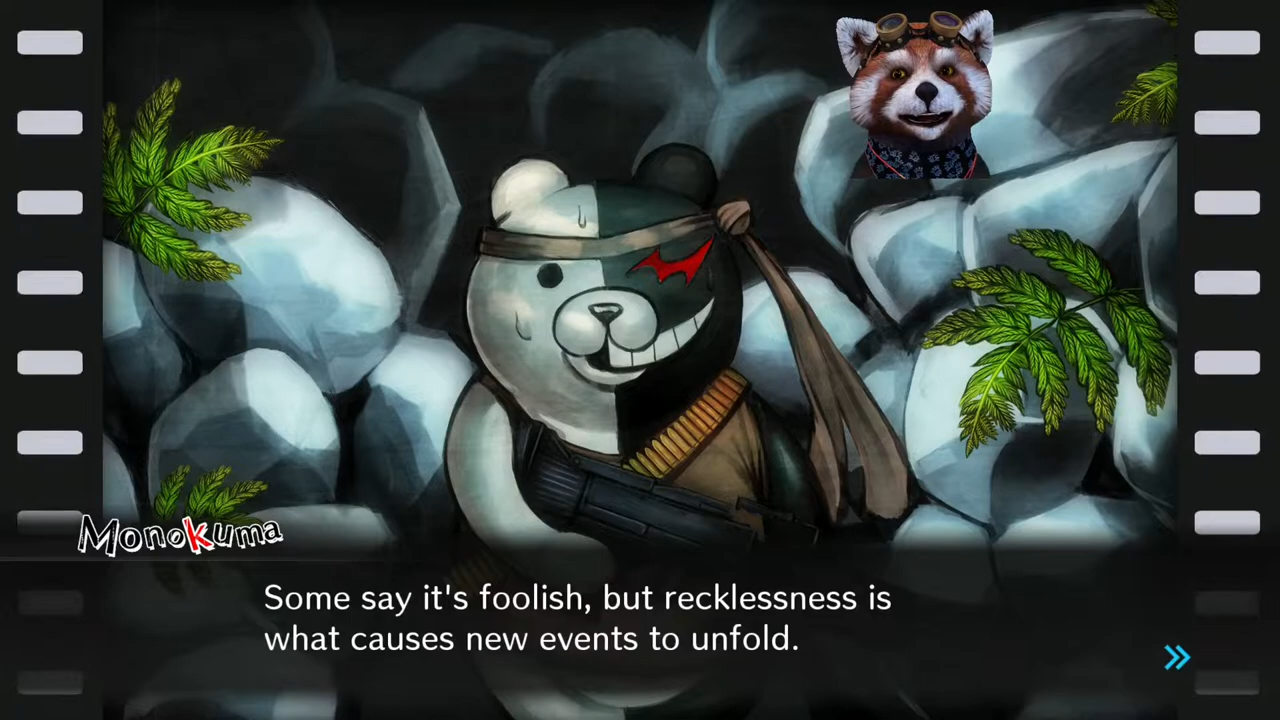 Monokuma
Some say it's foolish, but recklessness is
what causes new events to unfold.